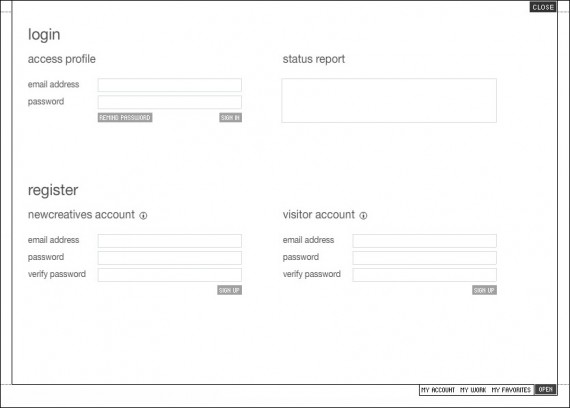 CLOSE
login
access profile
email address
password
REMIND PASSWORD
SIGN IN
status report
register
newcreatives account
email address
password
verify password
SIGN UP
visitor account
email address
password
verify password
SIGN UP
MY ACCOUNT MY WORK MY FAVORITES OPEN